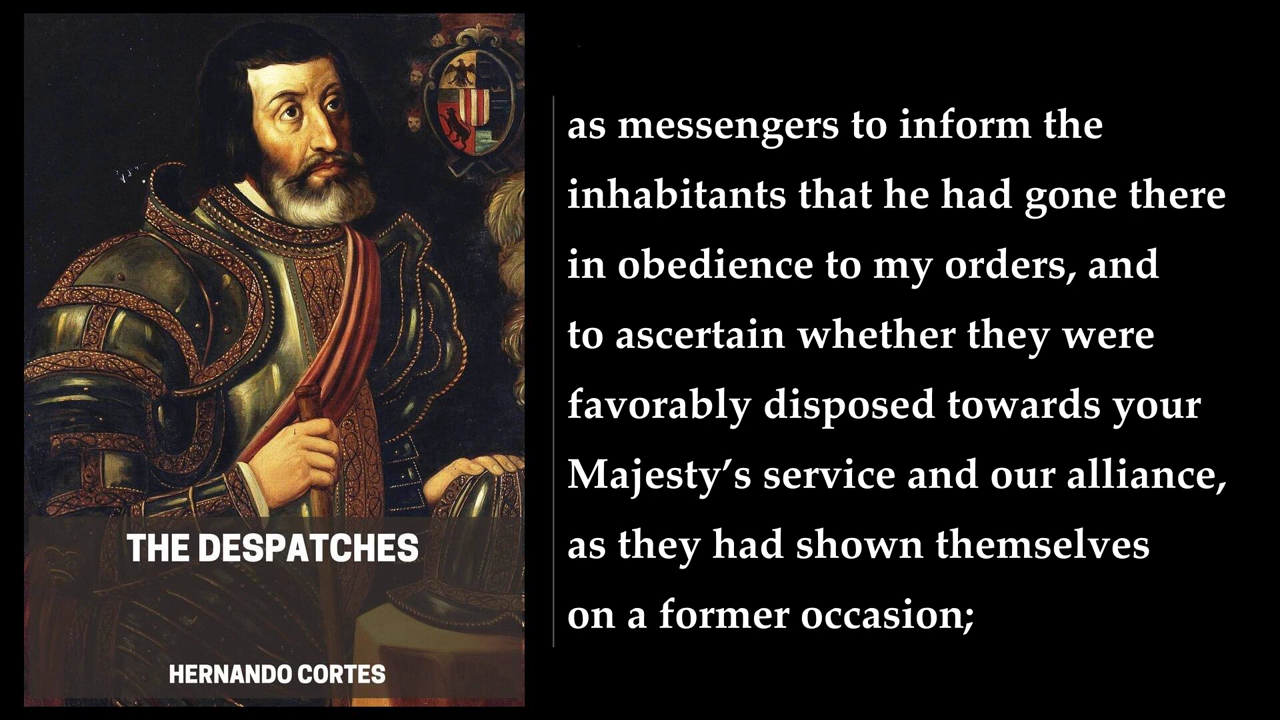 THE DESPATCHES
HERNANDO CORTES
as messengers to inform the
inhabitants that he had gone there
in obedience to my orders, and
to ascertain whether they were
favorably disposed towards your
Majesty’s service and our alliance,
as they had shown themselves
on a former occasion;